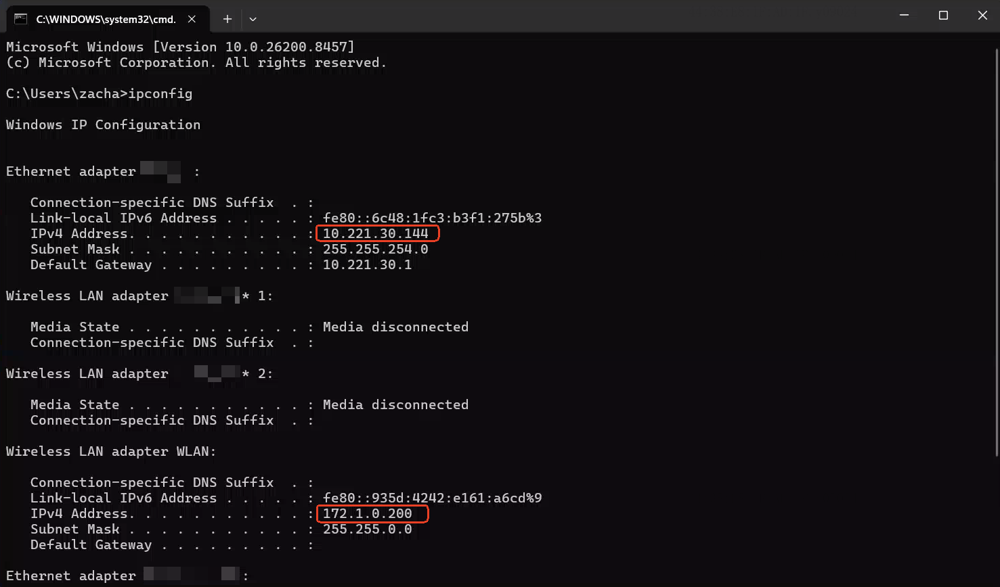 C:\WINDOWS\system32\cmd.
Microsoft Windows [Version 10.0.26200.8457]
(c) Microsoft Corporation. All rights reserved.
C:\Users\zacha>ipconfig
Windows IP Configuration
Ethernet adapter :
Connection-specific DNS Suffix . :
Link-local IPv6 Address . . . . . : fe80::6c48:1fc3:b3f1:275b%3
IPv4 Address. . . . . . . . . . . : 10.221.30.144
Subnet Mask . . . . . . . . . . . : 255.255.254.0
Default Gateway . . . . . . . . . : 10.221.30.1
Wireless LAN adapter * 1:
Media State . . . . . . . . . . . : Media disconnected
Connection-specific DNS Suffix . :
Wireless LAN adapter * 2:
Media State . . . . . . . . . . . : Media disconnected
Connection-specific DNS Suffix . :
Wireless LAN adapter WLAN:
Connection-specific DNS Suffix . :
Link-local IPv6 Address . . . . . : fe80::935d:4242:e161:a6cd%9
IPv4 Address. . . . . . . . . . . : 172.1.0.200
Subnet Mask . . . . . . . . . . . : 255.255.0.0
Default Gateway . . . . . . . . . :
Ethernet adapter :